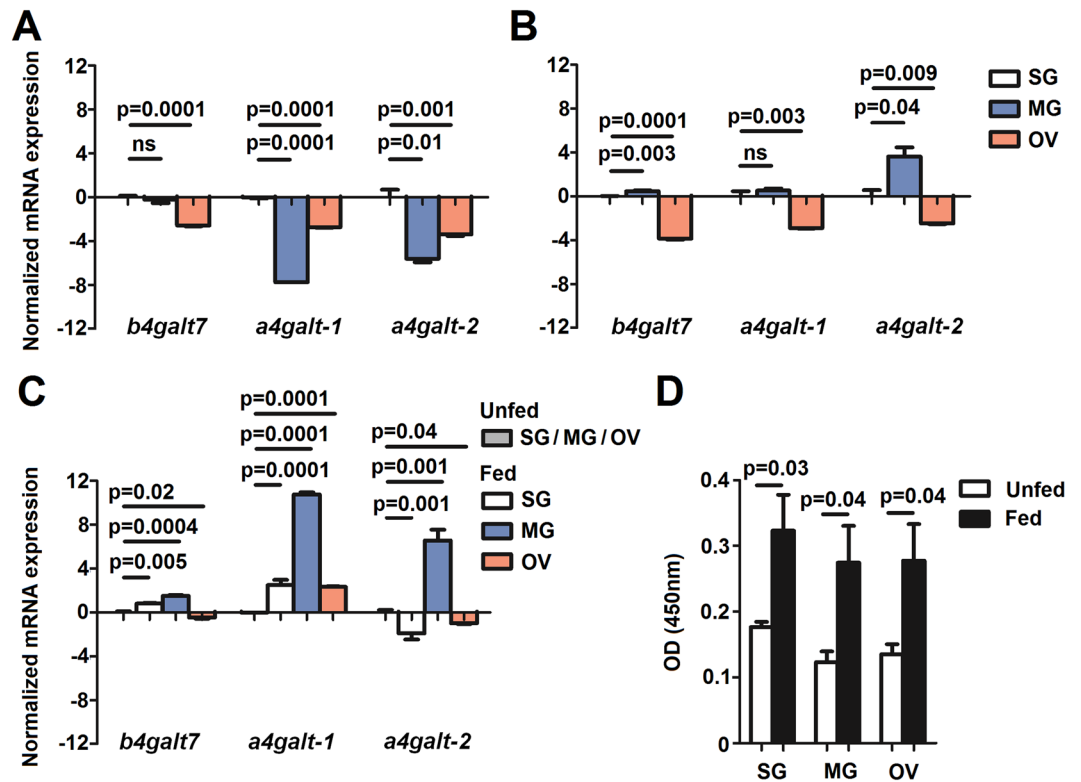 A
Normalized mRNA expression
12
8
4
0
-4
-8
-12
p=0.0001
ns
p=0.0001
p=0.0001
p=0.001
p=0.01
b4galt7
a4galt-1
a4galt-2
B
12
8
4
0
-4
-8
-12
p=0.0001
p=0.003
p=0.003
ns
p=0.009
p=0.04
b4galt7
a4galt-1
a4galt-2
SG
MG
OV
C
Normalized mRNA expression
12
8
4
0
-4
-8
-12
p=0.02
p=0.0004
p=0.005
p=0.0001
p=0.0001
p=0.0001
p=0.04
p=0.001
p=0.001
b4galt7
a4galt-1
a4galt-2
Unfed
SG/MG/OV
Fed
SG
MG
OV
D
OD (450nm)
0.4
0.3
0.2
0.1
0
p=0.03
p=0.04
p=0.04
SG
MG
OV
Unfed
Fed